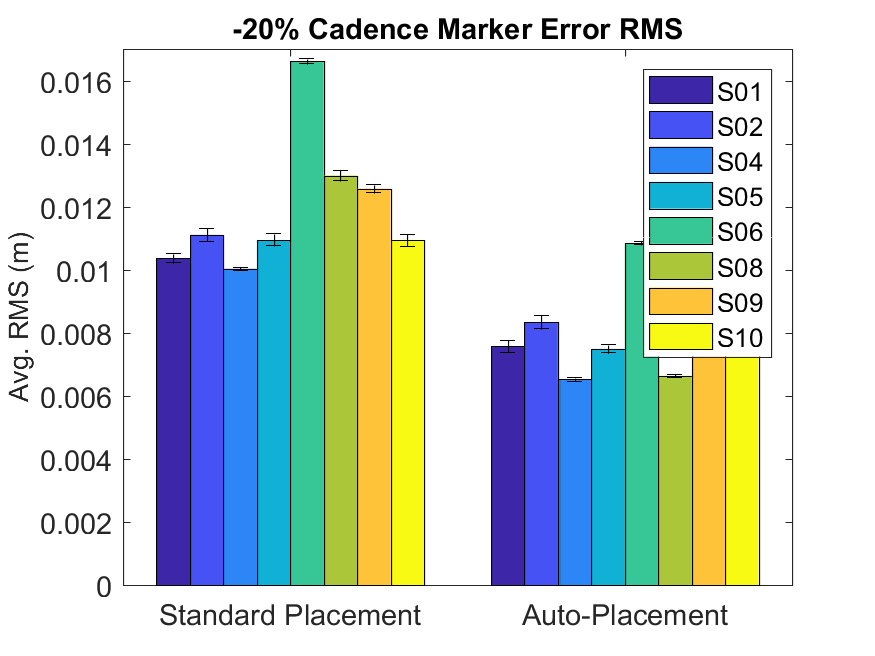 -20% Cadence Marker Error RMS
Avg. RMS (m)
0.016
0.014
0.012
0.01
0.008
0.006
0.004
0.002
0
S01
S02
S04
S05
S06
S08
S09
S10
Standard Placement
Auto-Placement